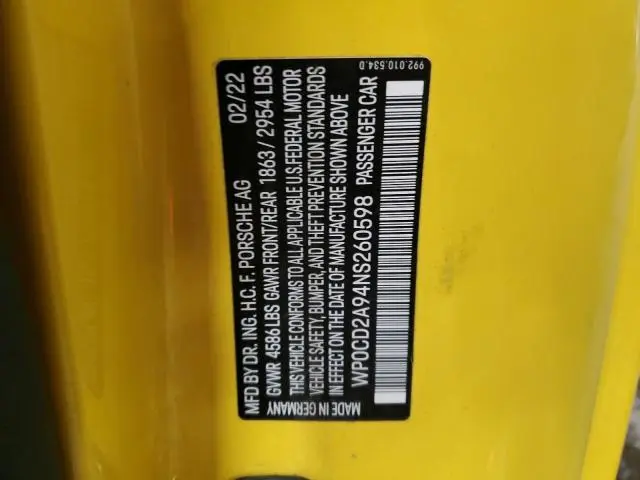 MFD BY DR. ING. H.C. F. PORSCHE AG 02/22
GVWR 4586 LBS GAWR FRONT/REAR 1863 / 2954 LBS
THIS VEHICLE CONFORMS TO ALL APPLICABLE U.S. FEDERAL MOTOR
VEHICLE SAFETY, BUMPER, AND THEFT PREVENTION STANDARDS
IN EFFECT ON THE DATE OF MANUFACTURE SHOWN ABOVE
WP0CD2A94NS260598 PASSENGER CAR
MADE IN GERMANY 992.010.534.D